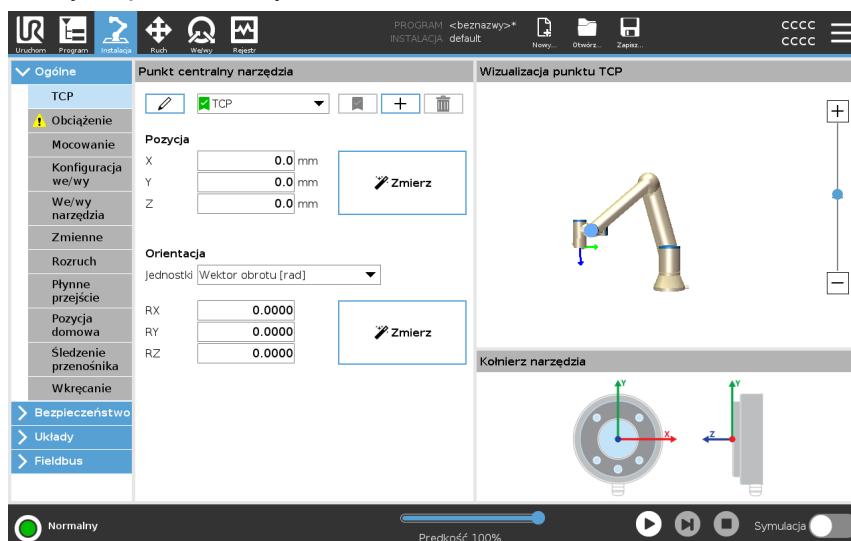 PROGRAM <beznazwy>*
INSTALACJA default
cccc
cccc
Uruchom Program Instalacja Ruch We/wy Rejestr Nowy... Otwórz... Zapisz...
Ogólne
TCP
Obciążenie
Mocowanie
Konfiguracja
we/wy
We/wy
narzędzia
Zmienne
Rozruch
Płynne
przejście
Pozycja
domowa
Śledzenie
przenośnika
Wkręcanie
Bezpieczeństwo
Układy
Fieldbus
Punkt centralny narzędzia
TCP
Pozycja
X 0.0 mm
Y 0.0 mm
Z 0.0 mm
Zmierz
Orientacja
Jednostki Wektor obrotu [rad]
RX 0.0000
RY 0.0000
RZ 0.0000
Zmierz
Wizualizacja punktu TCP
Kołnierz narzędzia
Y
X
Y
Z
Normalny
Prędkość 100%
Symulacja